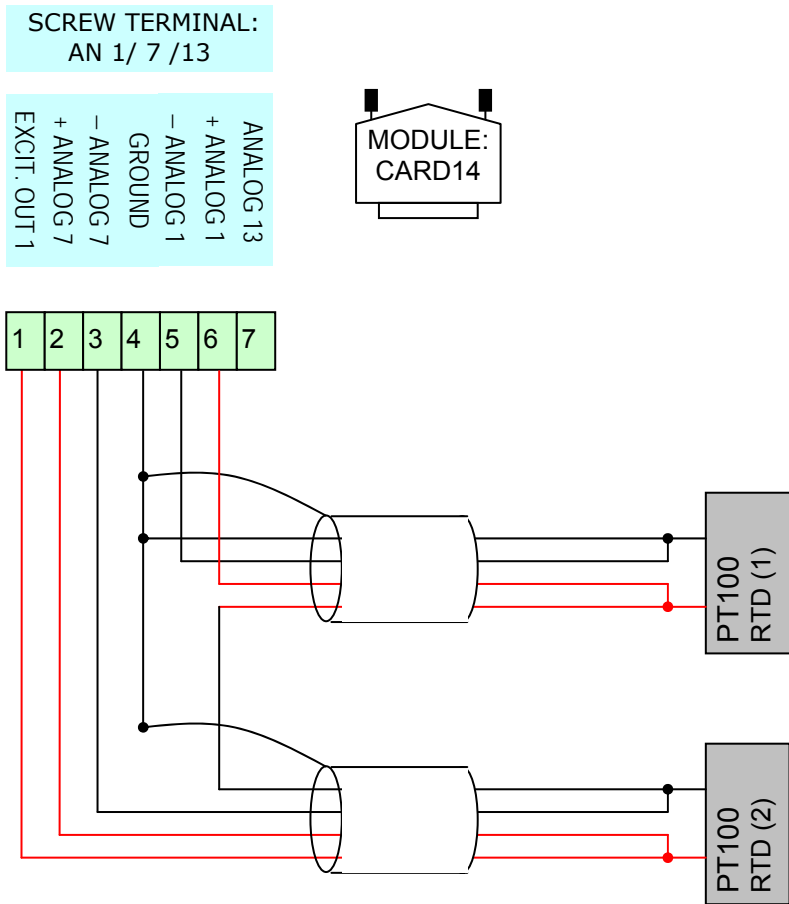 SCREW TERMINAL:
AN 1/ 7 /13
EXCIT. OUT 1
+ ANALOG 7
– ANALOG 7
GROUND
– ANALOG 1
+ ANALOG 1
ANALOG 13
MODULE:
CARD14
1 2 3 4 5 6 7
PT100
RTD (1)
PT100
RTD (2)